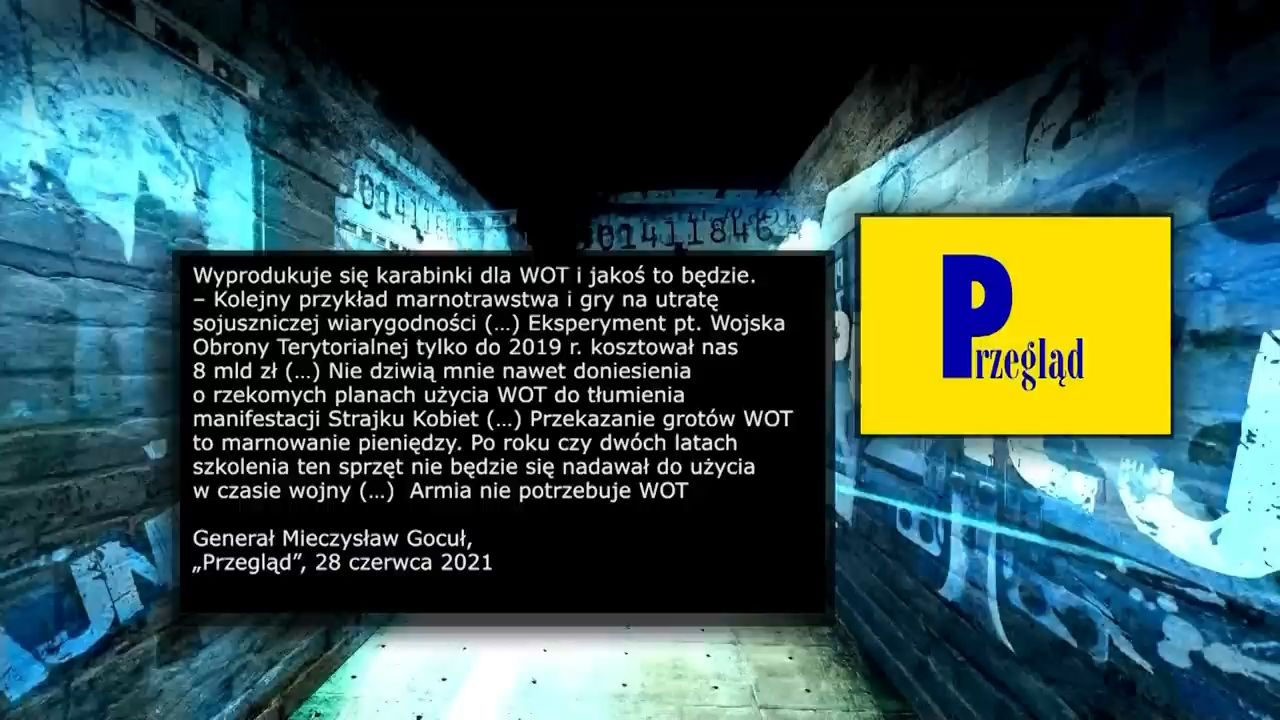 01411846
01411846
Wyprodukuje się karabinki dla WOT i jakoś to będzie.
– Kolejny przykład marnotrawstwa i gry na utratę
sojuszniczej wiarygodności (…) Eksperyment pt. Wojska
Obrony Terytorialnej tylko do 2019 r. kosztował nas
8 mld zł (…) Nie dziwią mnie nawet doniesienia
o rzekomych planach użycia WOT do tłumienia
manifestacji Strajku Kobiet (…) Przekazanie grotów WOT
to marnowanie pieniędzy. Po roku czy dwóch latach
szkolenia ten sprzęt nie będzie się nadawał do użycia
w czasie wojny (…) Armia nie potrzebuje WOT
Generał Mieczysław Gocuł,
„Przegląd”, 28 czerwca 2021
Przegląd